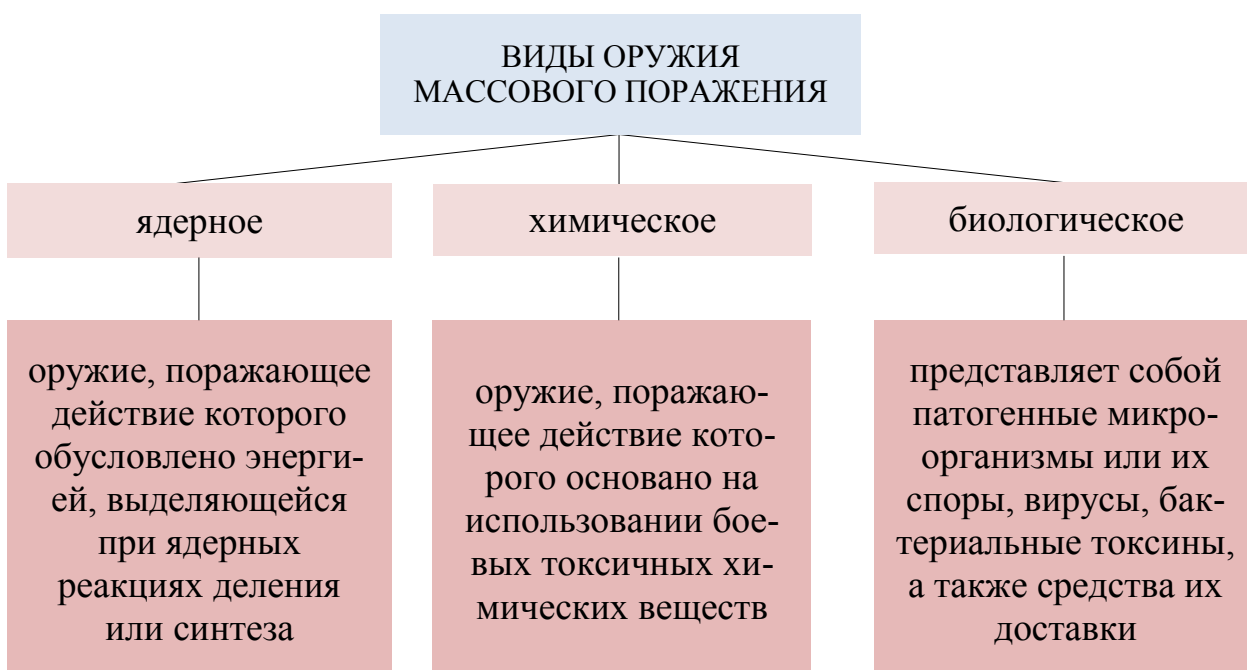 ВИДЫ ОРУЖИЯ
МАССОВОГО ПОРАЖЕНИЯ
ядерное
химическое
биологическое
оружие, поражающее
действие которого
обусловлено энерги-
ей, выделяющейся
при ядерных
реакциях деления
или синтеза
оружие, поражаю-
щее действие кото-
рого основано на
использовании бое-
вых токсичных хи-
мических веществ
представляет собой
патогенные микро-
организмы или их
споры, вирусы, бак-
териальные токсины,
а также средства их
доставки